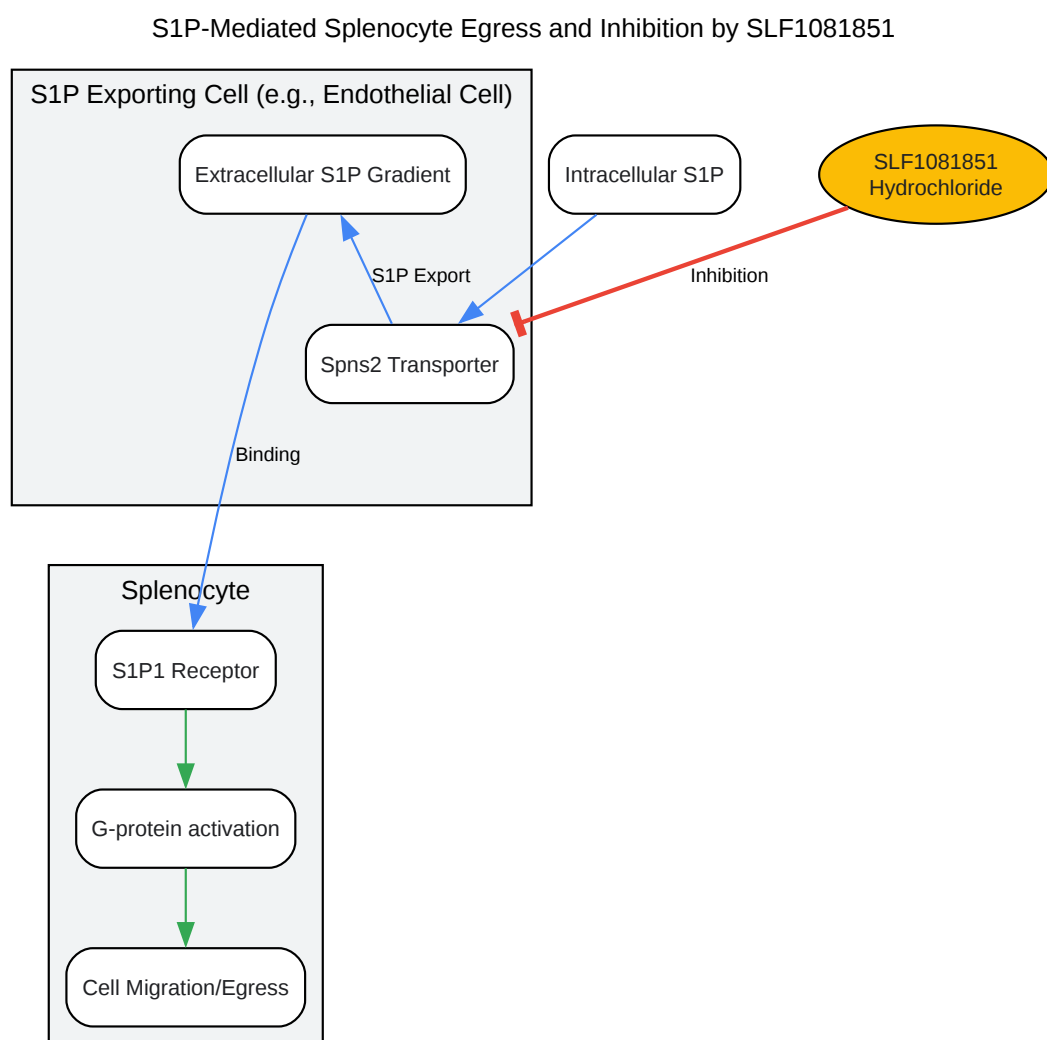 S1P-Mediated Splenocyte Egress and Inhibition by SLF1081851
S1P Exporting Cell (e.g., Endothelial Cell)
Extracellular S1P Gradient
Intracellular S1P
SLF1081851
Hydrochloride
S1P Export
Inhibition
Spns2 Transporter
Binding
Splenocyte
S1P1 Receptor
G-protein activation
Cell Migration/Egress